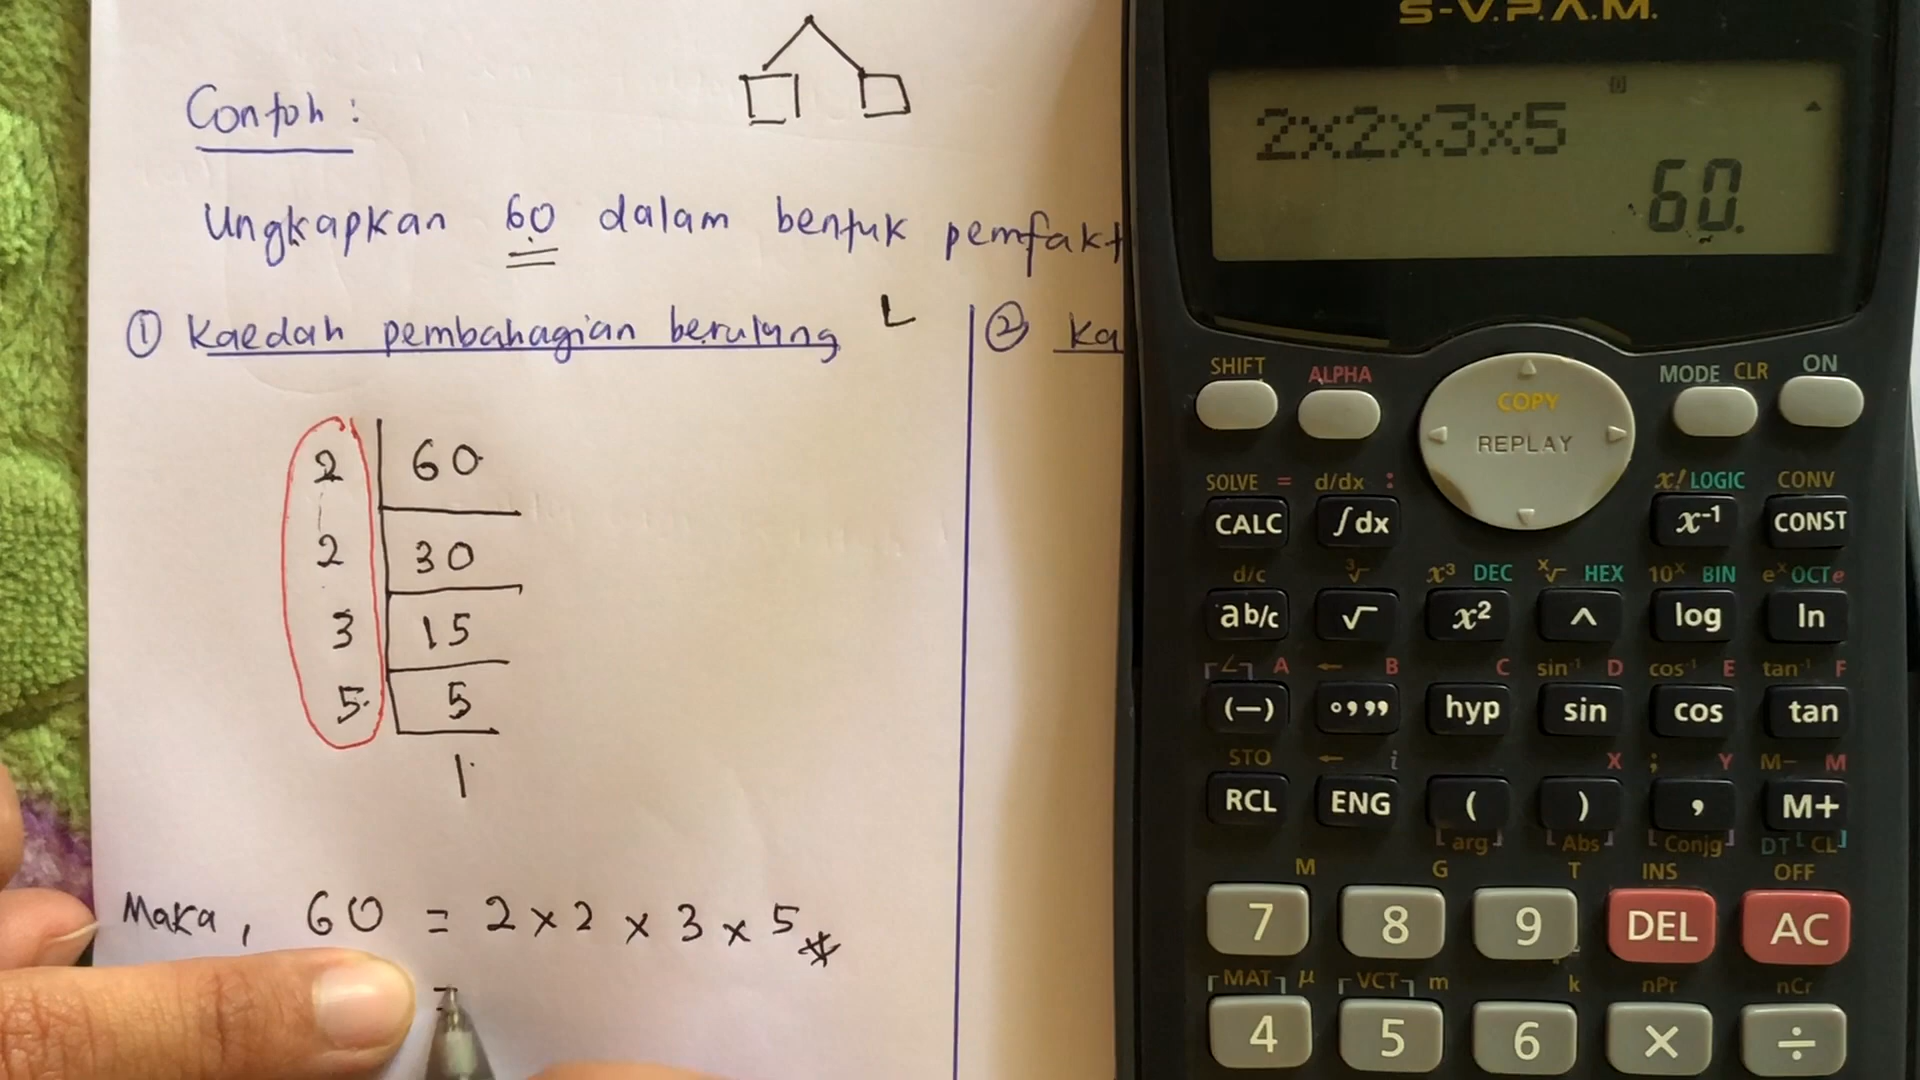 Contoh :
Ungkapkan 60 dalam bentuk pemfakt
① Kaedah pembahagian berulang
② Ka
2 60
2 30
3 15
5 5
1
Maka, 60 = 2 × 2 × 3 × 5
=
S-V.P.A.M.
2x2x3x5
60.
SHIFT ALPHA MODE CLR ON
COPY
REPLAY
SOLVE = d/dx : x! LOGIC CONV
CALC ∫dx x⁻¹ CONST
d/c ³√ x³ DEC ˣ√ HEX 10ˣ BIN eˣ OCT e
ab/c √ x² ^ log ln
∠ A ← B C sin⁻¹ D cos⁻¹ E tan⁻¹ F
(−) °,,, hyp sin cos tan
STO ← i X ; Y M− M
RCL ENG ( ) , M+
arg Abs Conjg DT CL
M G T INS OFF
7 8 9 DEL AC
MAT μ VCT m k nPr nCr
4 5 6 × ÷